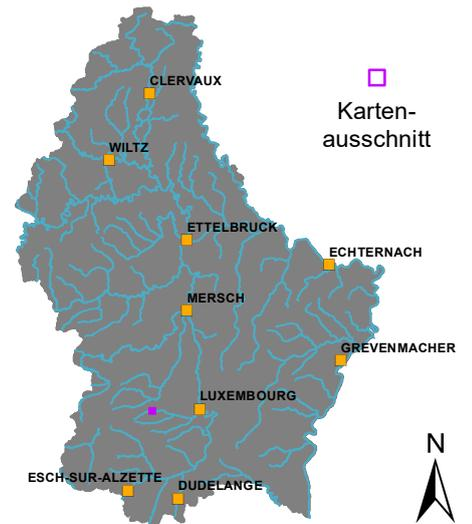 CLERVAUX
Karten-
ausschnitt
WILTZ
ETTELBRUCK
ECHTERNACH
MERSCH
GREVENMACHER
LUXEMBOURG
N
ESCH-SUR-ALZETTE
DUDELANGE